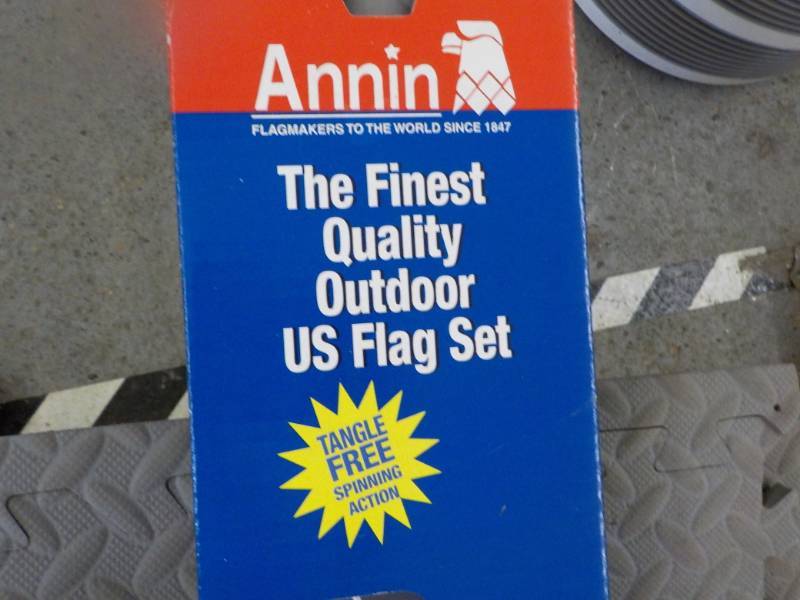 Annin
FLAGMAKERS TO THE WORLD SINCE 1847
The Finest
Quality
Outdoor
US Flag Set
TANGLE
FREE
SPINNING
ACTION